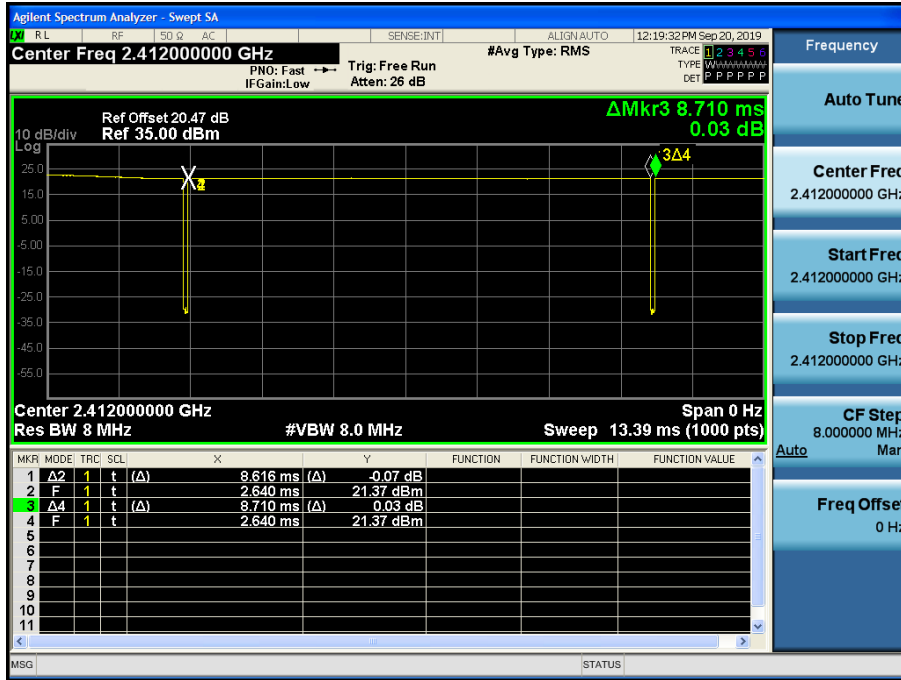 Agilent Spectrum Analyzer - Swept SA
LXI RL RF 50 Ω AC SENSE:INT ALIGN AUTO 12:19:32 PM Sep 20, 2019
Center Freq 2.412000000 GHz #Avg Type: RMS TRACE 1 2 3 4 5 6
PNO: Fast Trig: Free Run TYPE WWWWWW
IFGain:Low Atten: 26 dB DET P P P P P P
Frequency
ΔMkr3 8.710 ms
0.03 dB
Ref Offset 20.47 dB
10 dB/div Ref 35.00 dBm
Log
3Δ4
25.0
15.0
5.00
-5.00
-15.0
-25.0
-35.0
-45.0
-55.0
Center 2.412000000 GHz Span 0 Hz
Res BW 8 MHz #VBW 8.0 MHz Sweep 13.39 ms (1000 pts)
MKR MODE TRC SCL X Y FUNCTION FUNCTION WIDTH FUNCTION VALUE
1 Δ2 1 t (Δ) 8.616 ms (Δ) -0.07 dB
2 F 1 t 2.640 ms 21.37 dBm
3 Δ4 1 t (Δ) 8.710 ms (Δ) 0.03 dB
4 F 1 t 2.640 ms 21.37 dBm
5
6
7
8
9
10
11
MSG STATUS
Auto Tune
Center Freq
2.412000000 GHz
Start Freq
2.412000000 GHz
Stop Freq
2.412000000 GHz
CF Step
8.000000 MHz
Auto Man
Freq Offset
0 Hz